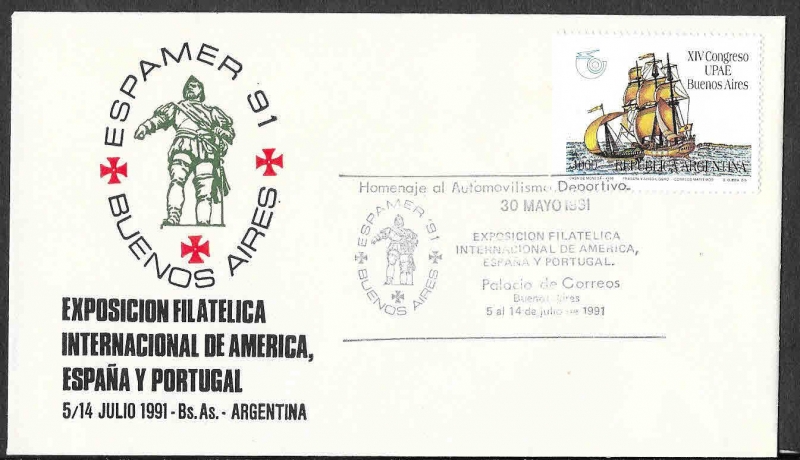 ESPAMER 91
BUENOS AIRES
EXPOSICION FILATELICA
INTERNACIONAL DE AMERICA,
ESPAÑA Y PORTUGAL
5/14 JULIO 1991 - Bs. As. - ARGENTINA
XIV Congreso
UPAE
Buenos Aires
REPUBLICA ARGENTINA
Homenaje al Automovilismo Deportivo
30 MAYO 1991
ESPAMER '91
BUENOS AIRES
EXPOSICION FILATELICA
INTERNACIONAL DE AMERICA,
ESPAÑA Y PORTUGAL.
Palacio de Correos
Buenos Aires
5 al 14 de julio de 1991